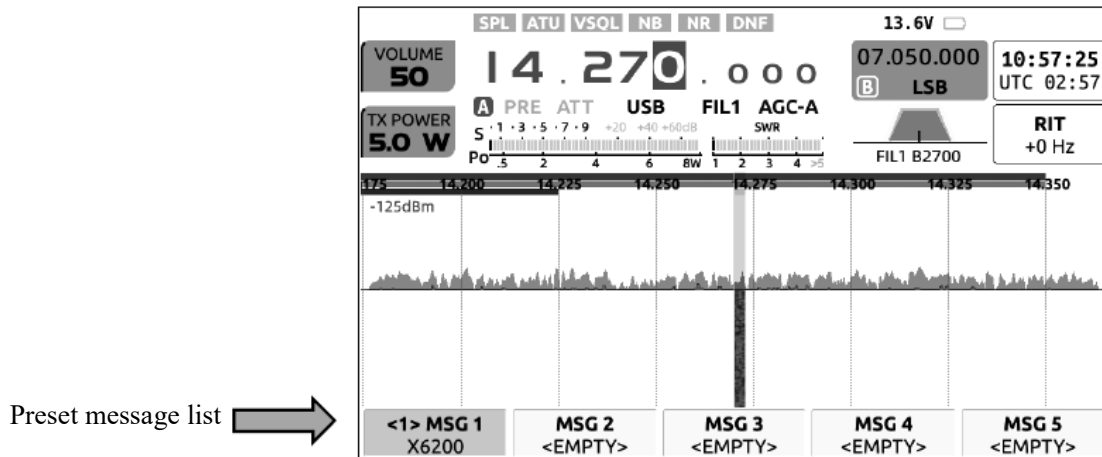 SPL ATU VSQL NB NR DNF 13.6V
VOLUME
50
14.270.000
07.050.000
B LSB
10:57:25
UTC 02:57
TX POWER
5.0 W
A PRE ATT USB FIL1 AGC-A
S ·1 ·3 ·5 ·7 ·9 +20 +40 +60dB SWR
Po .5 2 4 6 8W 1 2 3 4 >5
FIL1 B2700
RIT
+0 Hz
175 14.200 14.225 14.250 14.275 14.300 14.325 14.350
-125dBm
Preset message list
<1> MSG 1 MSG 2 MSG 3 MSG 4 MSG 5
X6200 <EMPTY> <EMPTY> <EMPTY> <EMPTY>